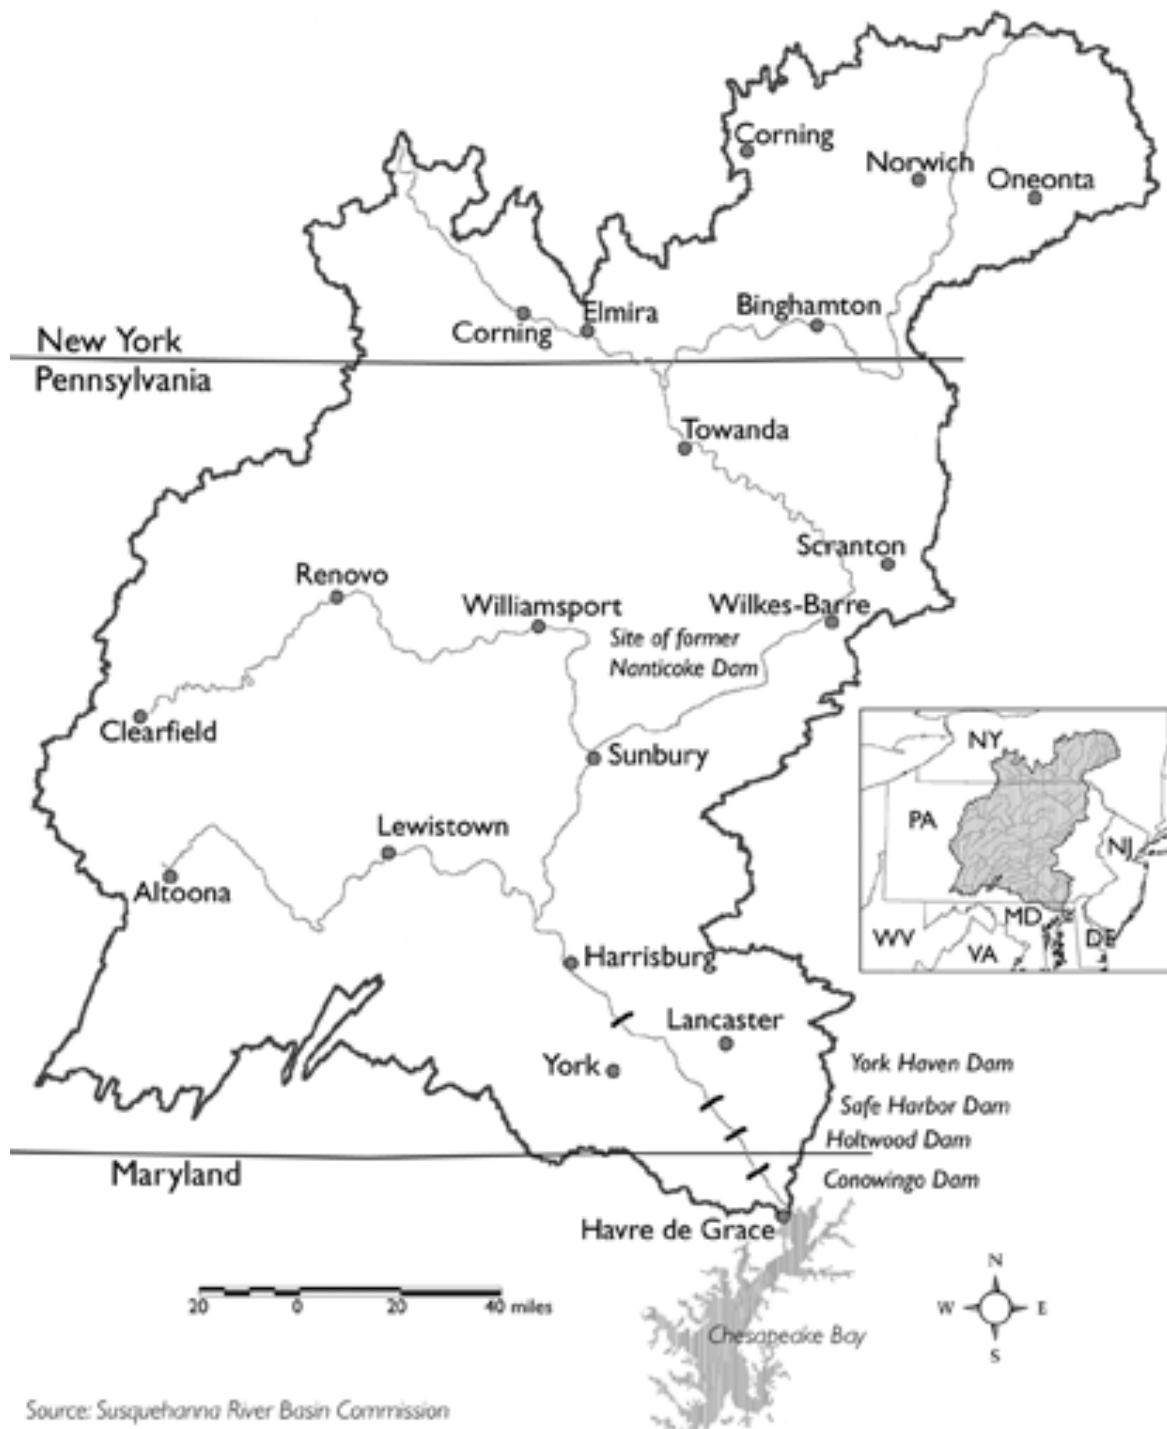 Corning
Norwich
Oneonta
Elmira
Binghamton
Corning
New York
Pennsylvania
Towanda
Scranton
Renovo
Williamsport
Wilkes-Barre
Site of former
Nanticoke Dam
Clearfield
Sunbury
NY
PA
NJ
MD
WV
VA
DE
Lewistown
Altoona
Harrisburg
Lancaster
York
York Haven Dam
Safe Harbor Dam
Holtwood Dam
Maryland
Conowingo Dam
Havre de Grace
20 0 20 40 miles
N
W E
S
Chesapeake Bay
Source: Susquehanna River Basin Commission